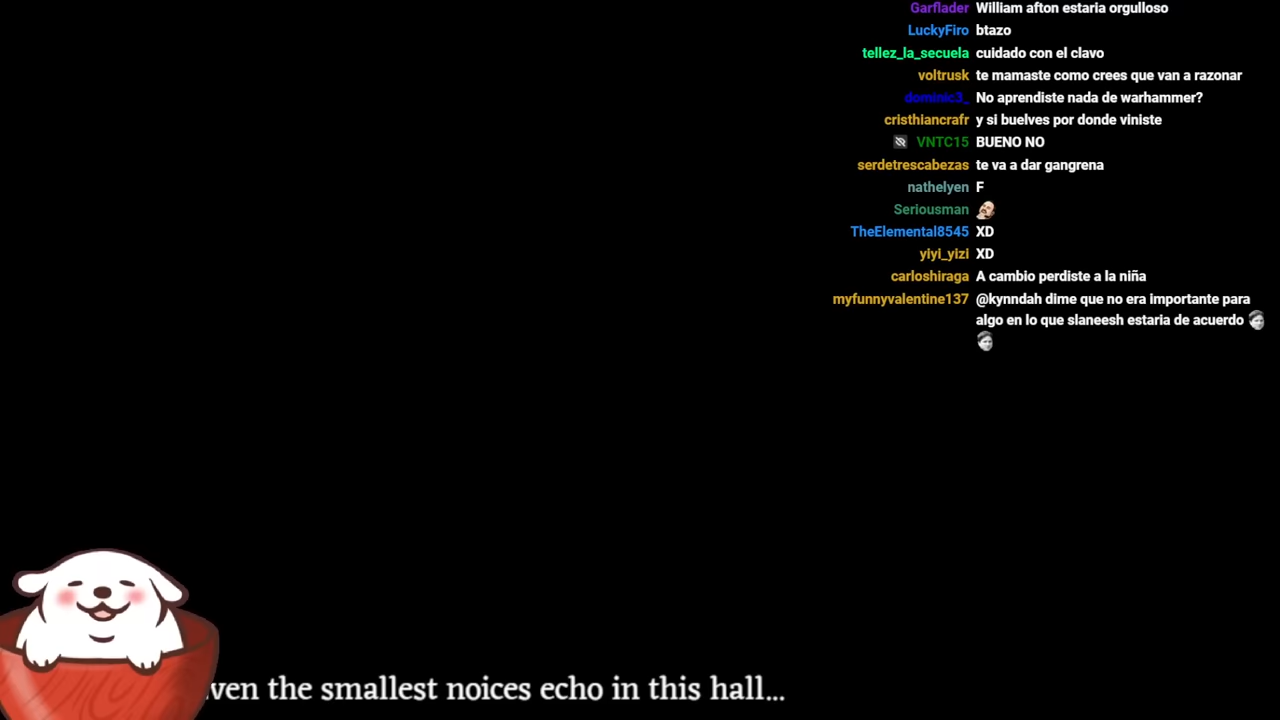 Garflader William afton estaria orgulloso
LuckyFiro btazo
tellez_la_secuela cuidado con el clavo
voltrusk te mamaste como crees que van a razonar
dominic3_ No aprendiste nada de warhammer?
cristhiancrafr y si buelves por donde viniste
VNTC15 BUENO NO
serdetrescabezas te va a dar gangrena
nathelyen F
Seriousman
TheElemental8545 XD
yiyi_yizi XD
carloshiraga A cambio perdiste a la niña
myfunnyvalentine137 @kynndah dime que no era importante para
algo en lo que slaneesh estaria de acuerdo
ven the smallest noices echo in this hall...